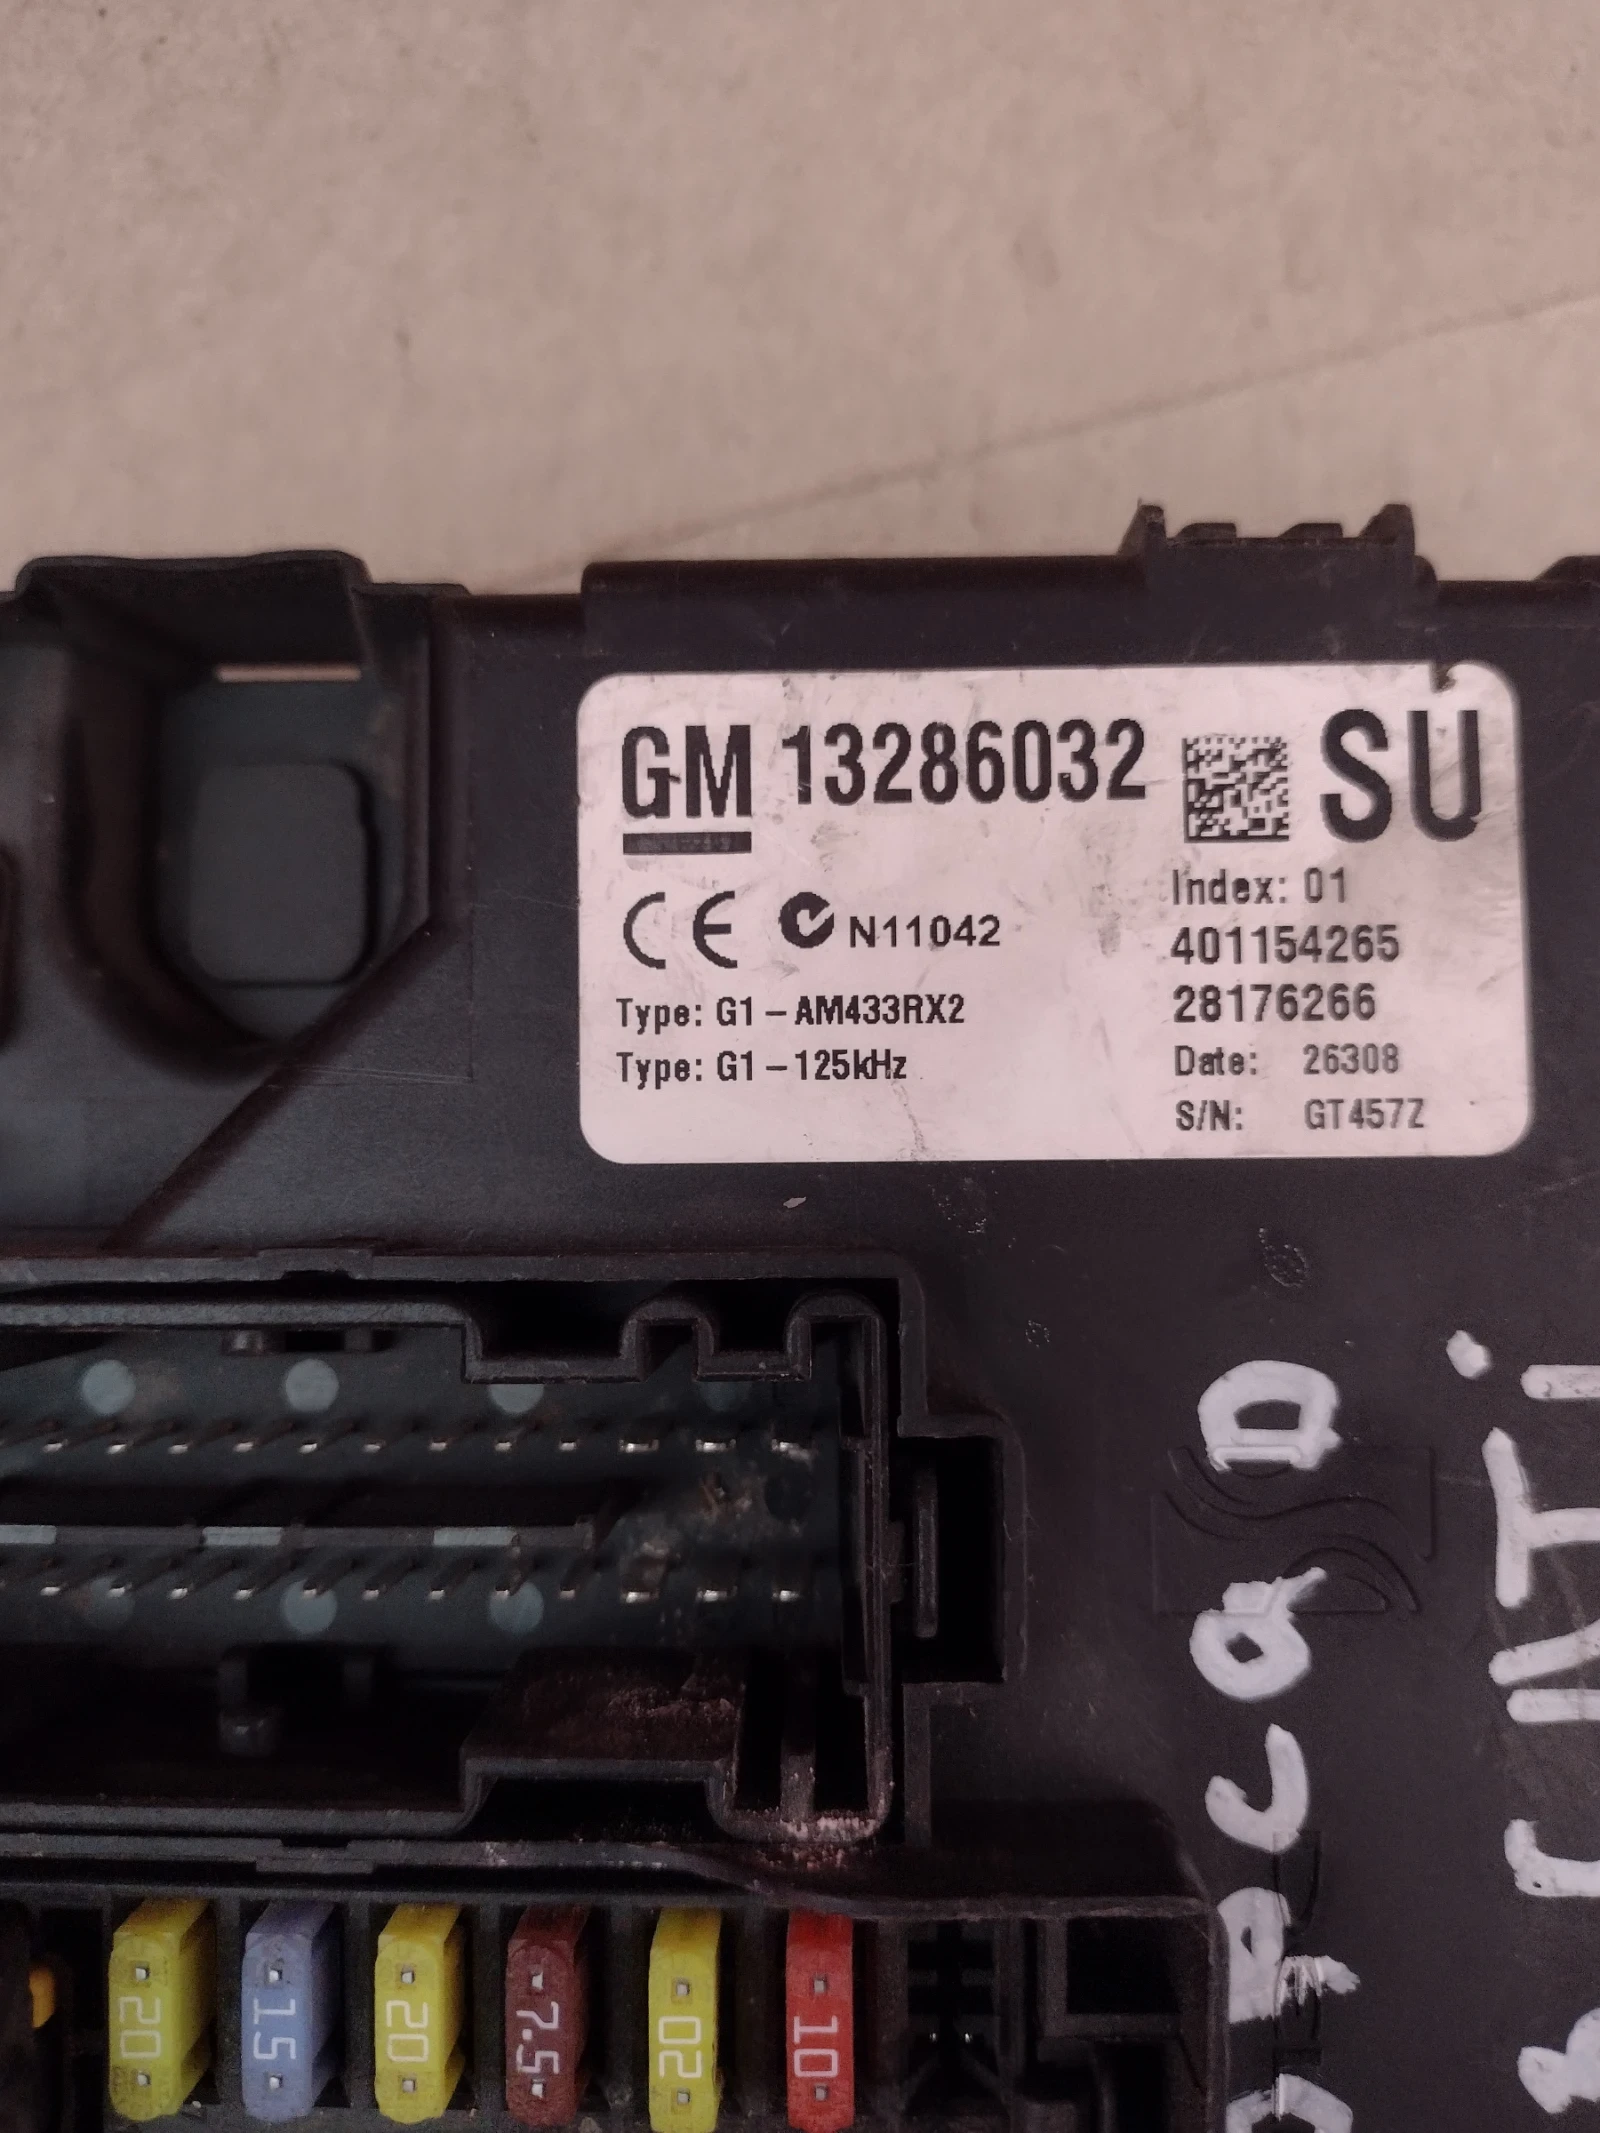 GM 13286032 SU
CE N11042
Index: 01
401154265
28176266
Type: G1-AM433RX2
Type: G1-125kHz
Date: 26308
S/N: GT457Z
20
15
20
7.5
20
10